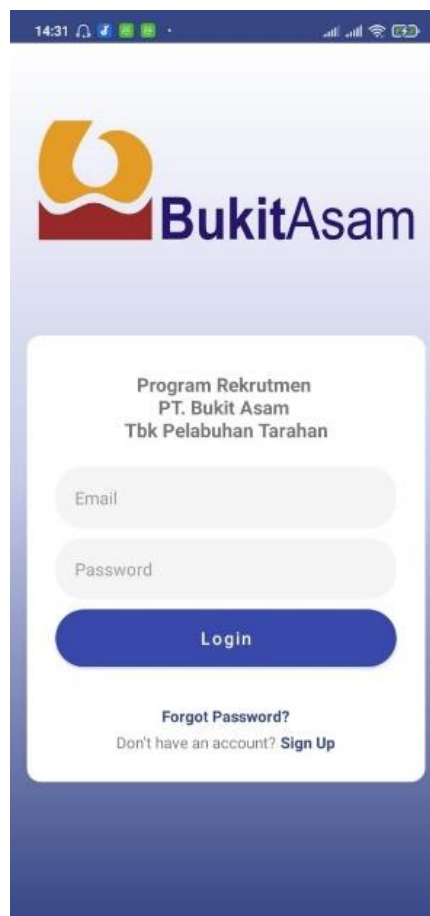 14:31
BukitAsam
Program Rekrutmen
PT. Bukit Asam
Tbk Pelabuhan Tarahan
Email
Password
Login
Forgot Password?
Don't have an account? Sign Up